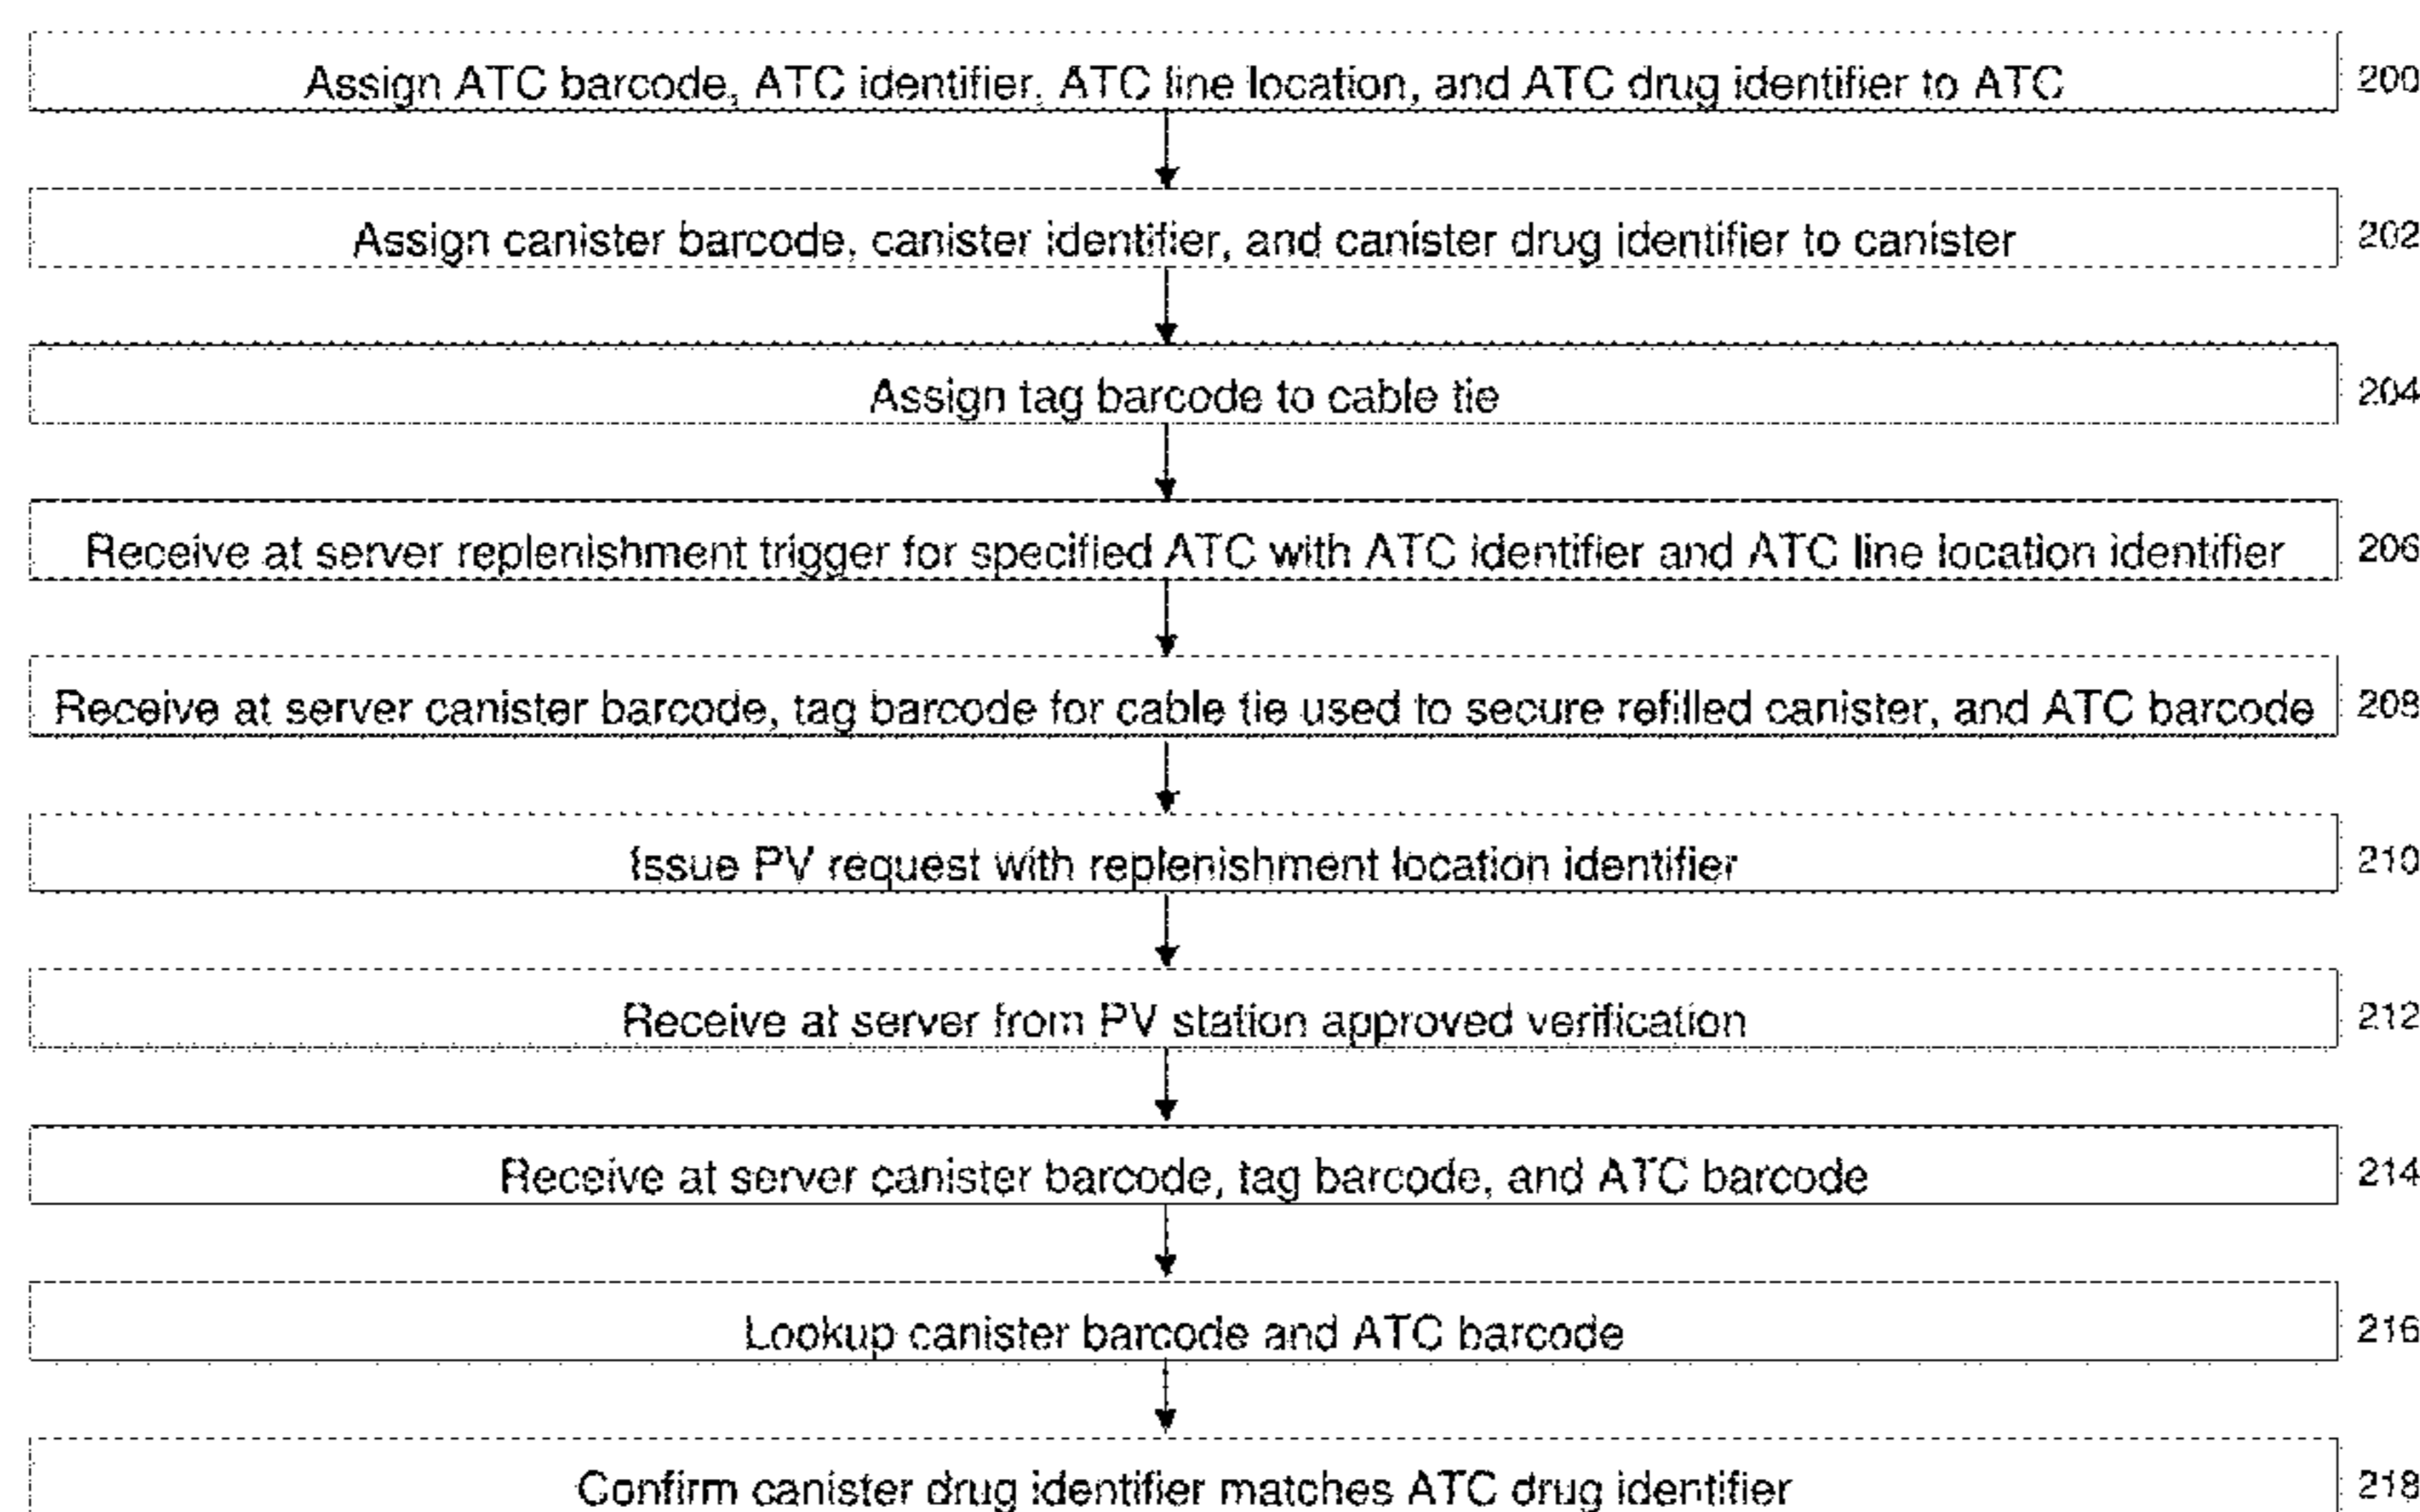 Assign ATC barcode, ATC identifier, ATC line location, and ATC drug identifier to ATC 200
Assign canister barcode, canister identifier, and canister drug identifier to canister 202
Assign tag barcode to cable tie 204
Receive at server replenishment trigger for specified ATC with ATC identifier and ATC line location identifier 206
Receive at server canister barcode, tag barcode for cable tie used to secure refilled canister, and ATC barcode 208
Issue PV request with replenishment location identifier 210
Receive at server from PV station approved verification 212
Receive at server canister barcode, tag barcode, and ATC barcode 214
Lookup canister barcode and ATC barcode 216
Confirm canister drug identifier matches ATC drug identifier 218